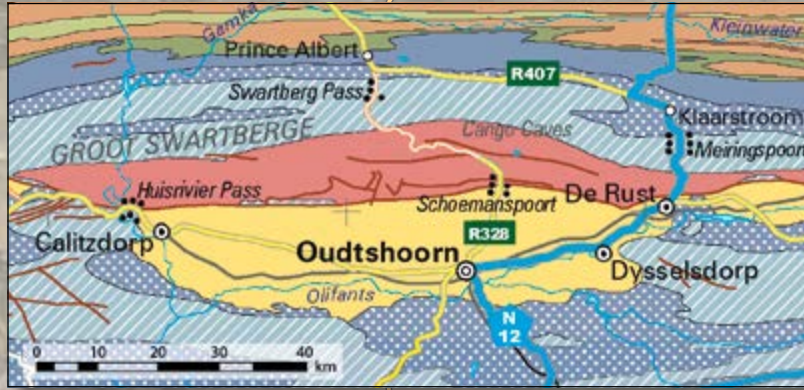 Gamka
Kleinwater
Prince Albert
R407
Swartberg Pass
Klaarstroom
GROOT SWARTBERGE
Cango Caves
Meiringspoort
Huisrivier Pass
De Rust
Schoemanspoort
R328
Calitzdorp
Oudtshoorn
Dysselsdorp
Olifants
N
12
0 10 20 30 40
km